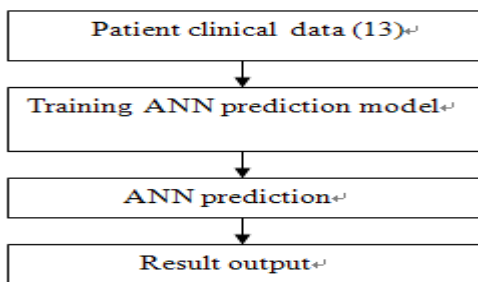 Patient clinical data (13)↵
Training ANN prediction model↵
ANN prediction↵
Result output↵